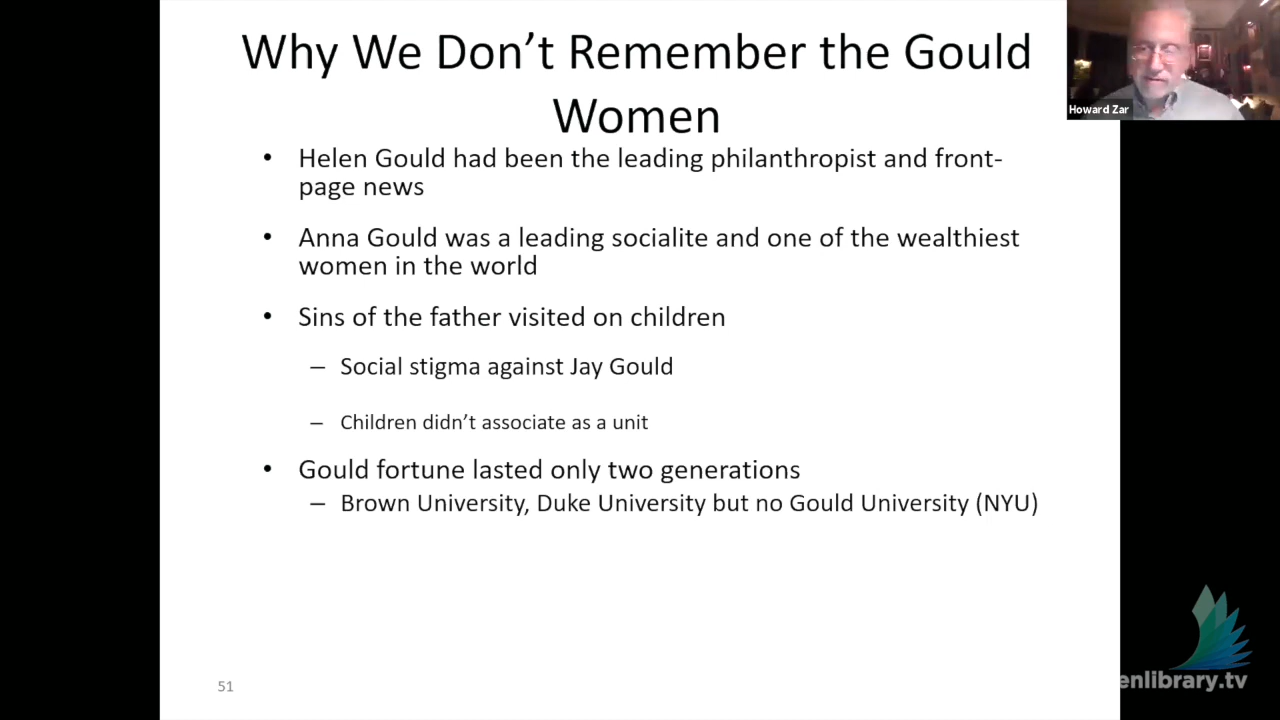 Why We Don’t Remember the Gould
Women
Howard Zar
• Helen Gould had been the leading philanthropist and front-
page news
• Anna Gould was a leading socialite and one of the wealthiest
women in the world
• Sins of the father visited on children
– Social stigma against Jay Gould
– Children didn’t associate as a unit
• Gould fortune lasted only two generations
– Brown University, Duke University but no Gould University (NYU)
51
enlibrary.tv